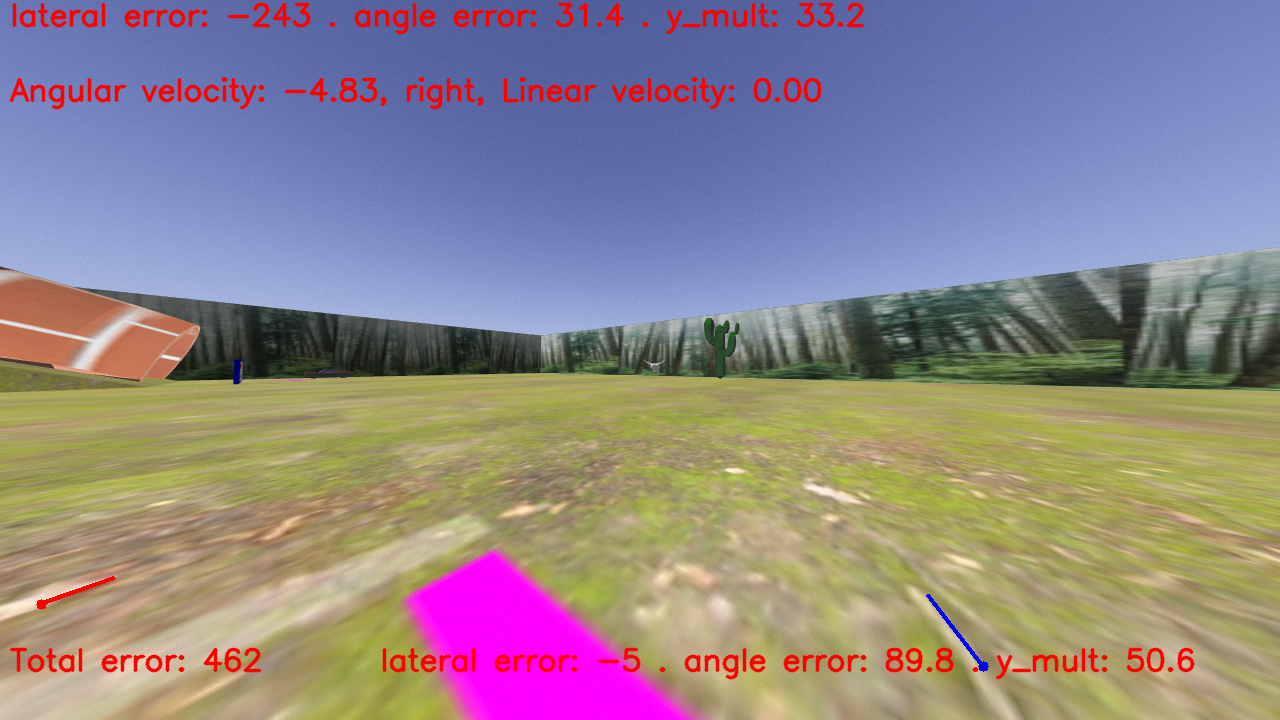 lateral error: -243 . angle error: 31.4 . y_mult: 33.2
Angular velocity: -4.83, right, Linear velocity: 0.00
Total error: 462
lateral error: -5 . angle error: 89.8 . y_mult: 50.6